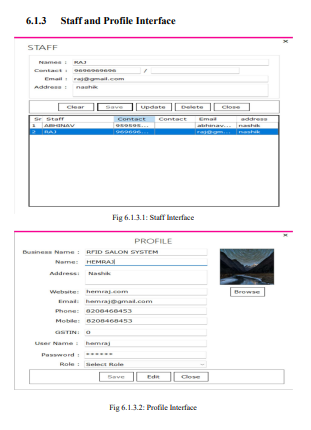 6.1.3 Staff and Profile Interface
×
STAFF
Names : RAJ
Contact : 9696969696 /
Email : raj@gmail.com
Address : nashik
Clear Save Update Delete Close
Sr Staff Contact Contact Email address
1 ABHINAV 959595... abhinav... nashik
2 RAJ 969696... raj@gm... nashik
Fig 6.1.3.1: Staff Interface
×
PROFILE
Business Name : RFID SALON SYSTEM
Name: HEMRAJ
Address: Nashik
Website: hemraj.com
Browse
Email: hemraj@gmail.com
Phone: 8208468453
Mobile: 8208468453
GSTIN: 0
User Name : hemraj
Password : ******
Role : Select Role
Save Edit Close
Fig 6.1.3.2: Profile Interface